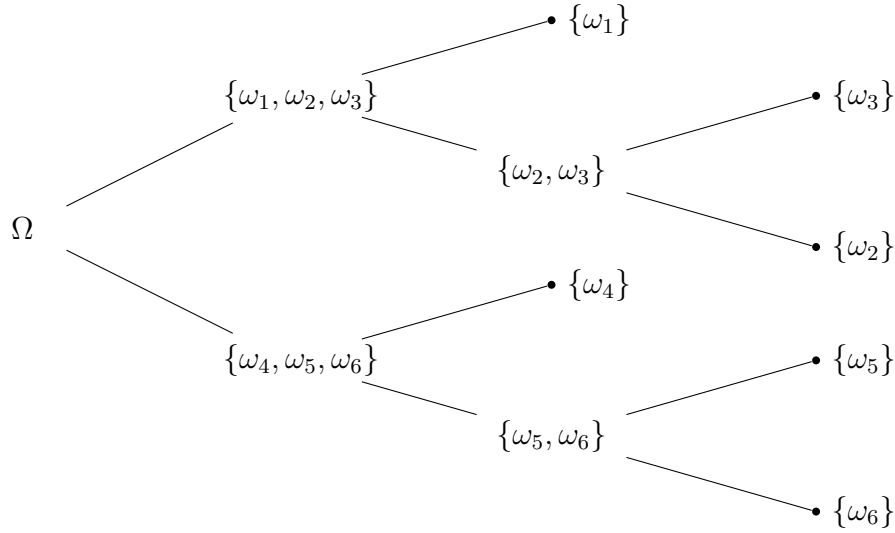 {ω₁}
{ω₁, ω₂, ω₃}
{ω₃}
{ω₂, ω₃}
Ω
{ω₂}
{ω₄}
{ω₄, ω₅, ω₆}
{ω₅}
{ω₅, ω₆}
{ω₆}